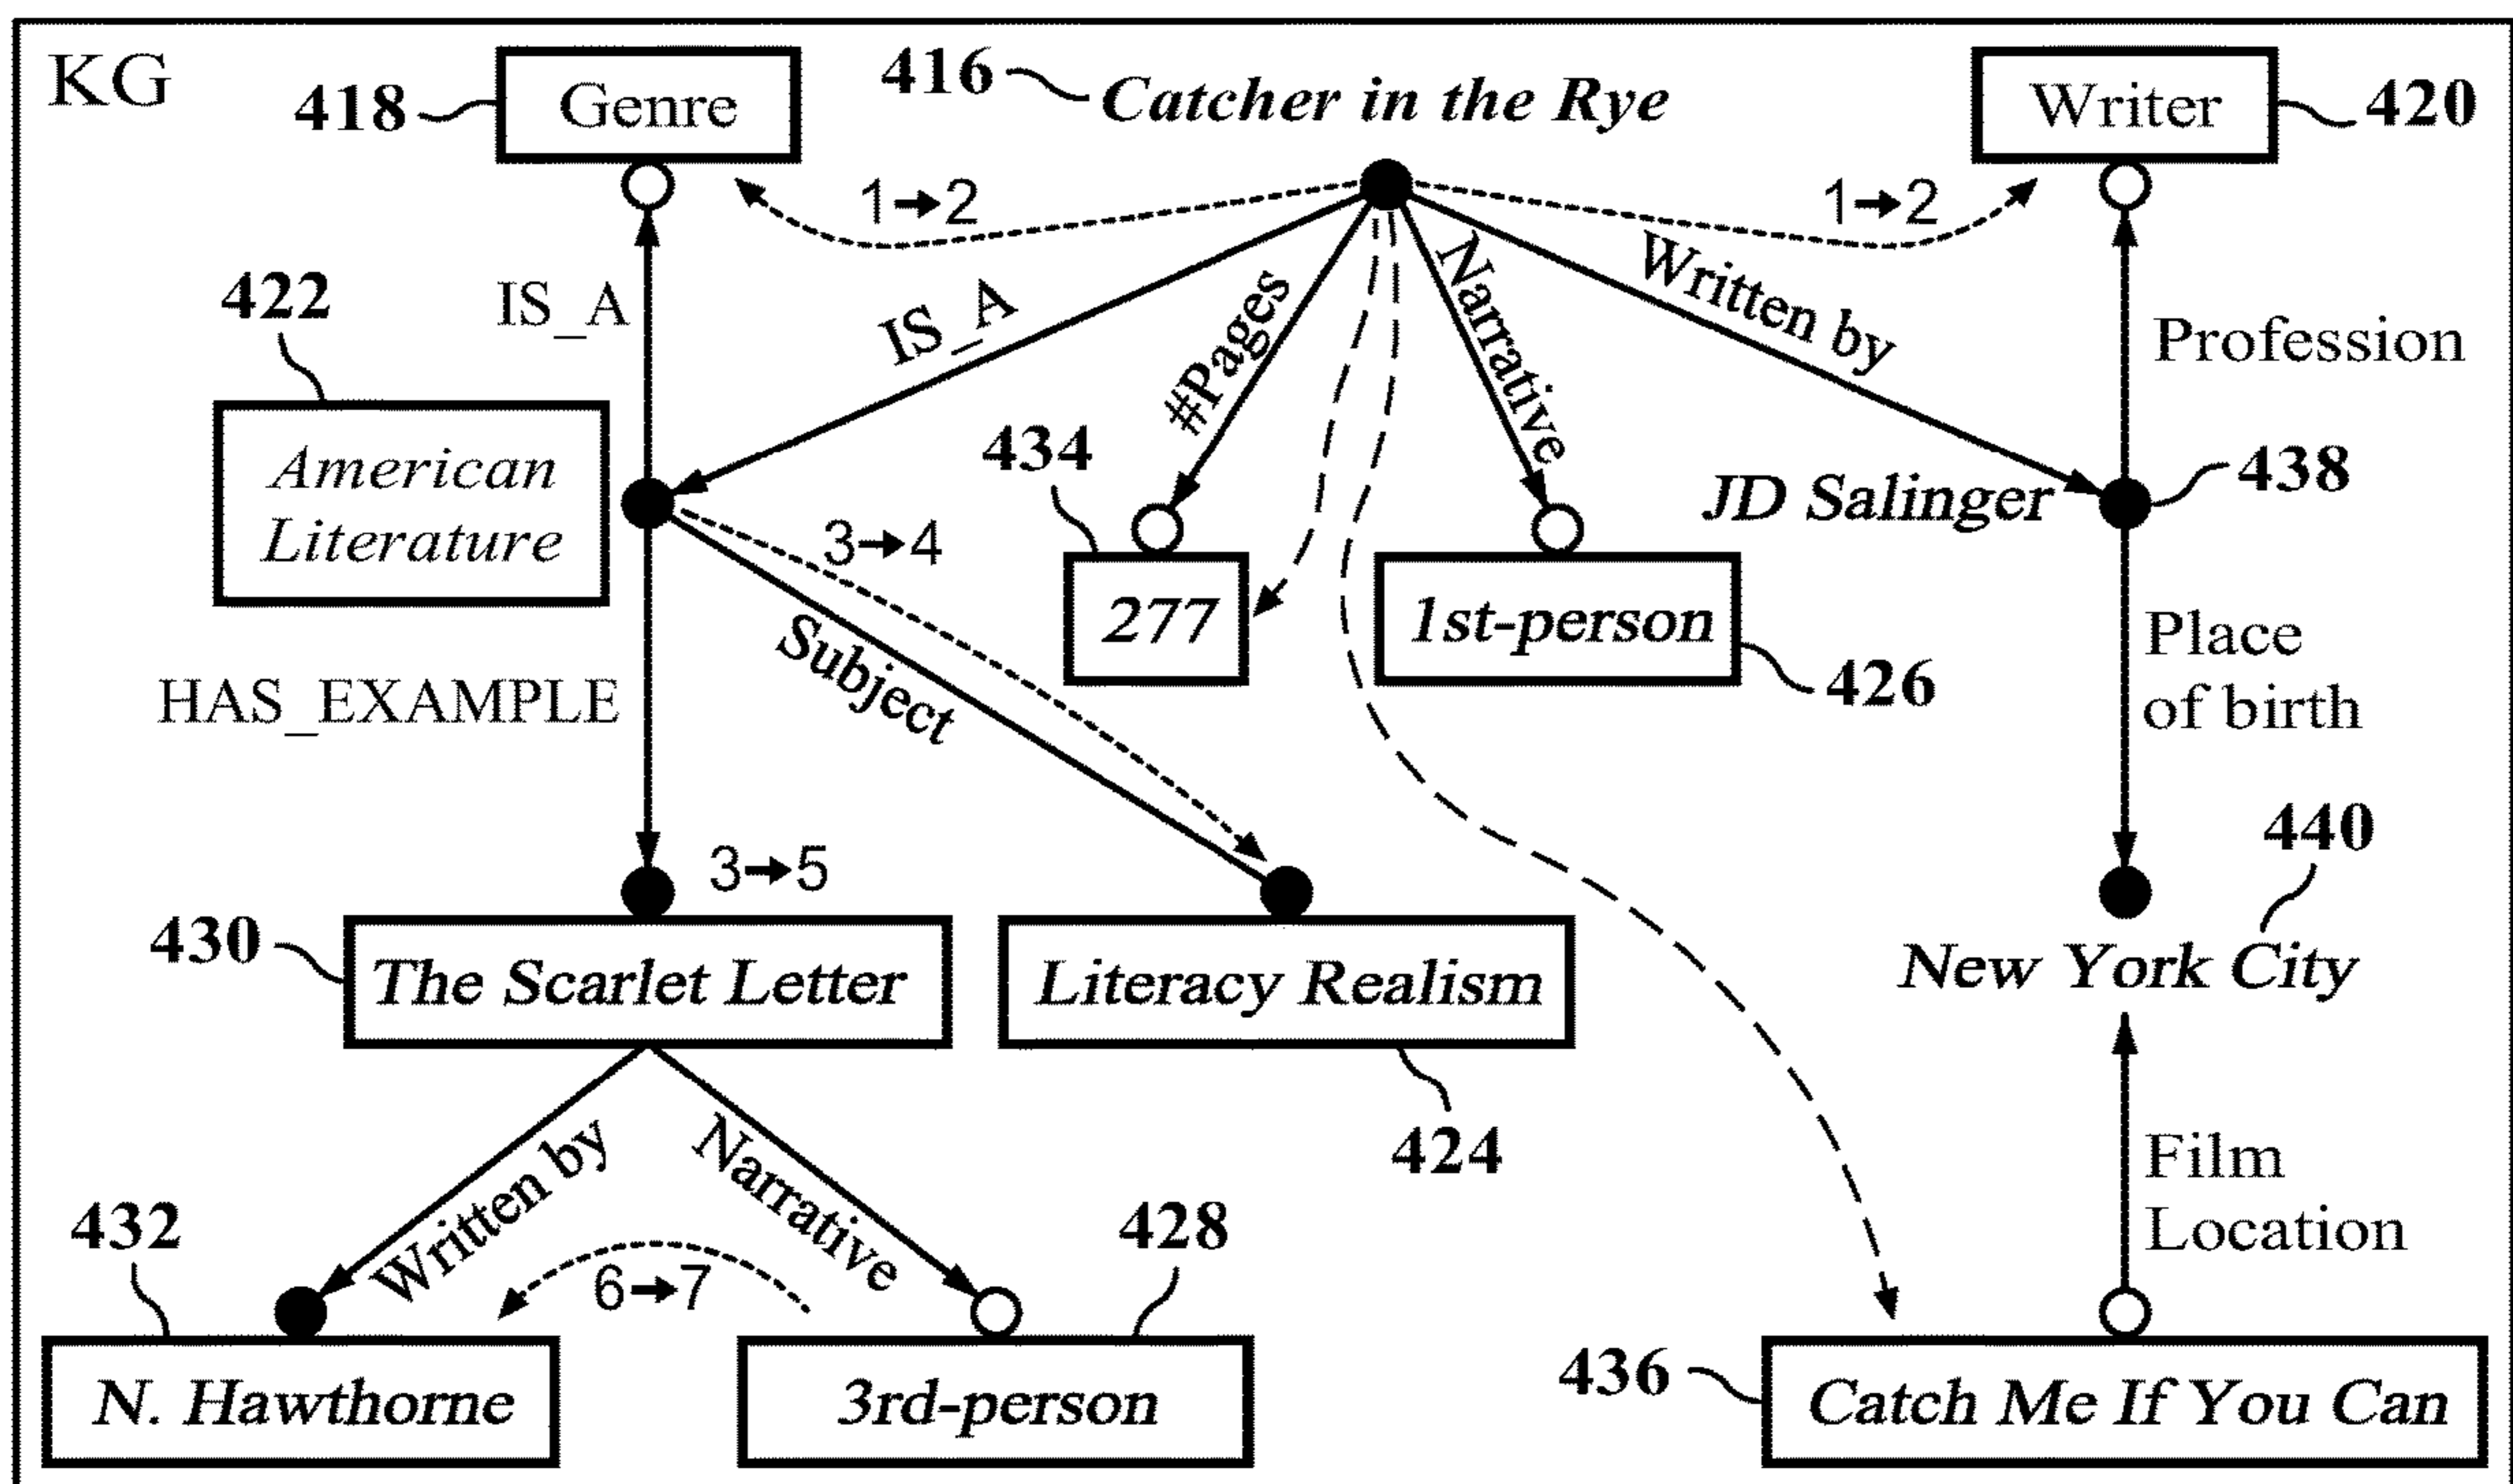 KG
418
Genre
416
Catcher in the Rye
Writer
420
1→2
1→2
422
IS_A
IS_A
#Pages
Narrative
Written by
Profession
American
Literature
434
JD Salinger
438
3→4
277
1st-person
426
Place
of birth
Subject
HAS_EXAMPLE
440
3→5
430
The Scarlet Letter
Literacy Realism
New York City
424
Written by
Narrative
Film
Location
432
6→7
428
436
N. Hawthorne
3rd-person
Catch Me If You Can